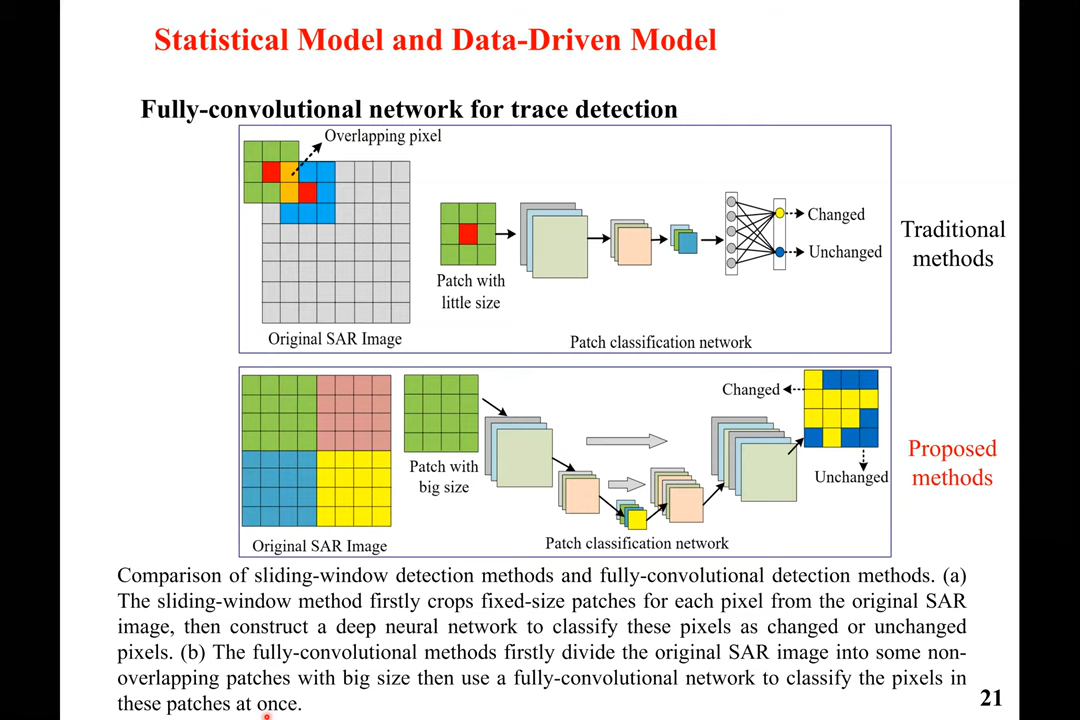 Statistical Model and Data-Driven Model
Fully-convolutional network for trace detection
Overlapping pixel
Changed
Unchanged
Traditional
methods
Patch with
little size
Original SAR Image
Patch classification network
Changed
Unchanged
Proposed
methods
Patch with
big size
Original SAR Image
Patch classification network
Comparison of sliding-window detection methods and fully-convolutional detection methods. (a)
The sliding-window method firstly crops fixed-size patches for each pixel from the original SAR
image, then construct a deep neural network to classify these pixels as changed or unchanged
pixels. (b) The fully-convolutional methods firstly divide the original SAR image into some non-
overlapping patches with big size then use a fully-convolutional network to classify the pixels in
these patches at once.
21